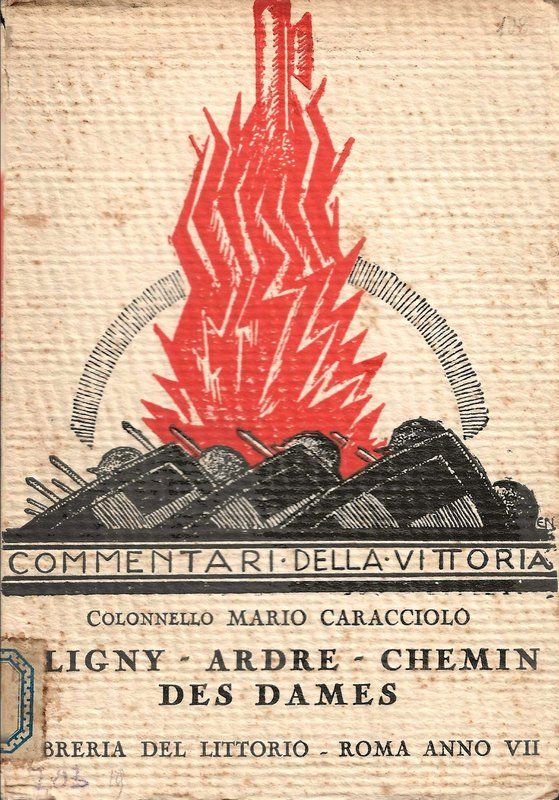 COMMENTARI·DELLA·VITTORIA
COLONNELLO MARIO CARACCIOLO
LIGNY - ARDRE - CHEMIN
DES DAMES
BRERIA DEL LITTORIO - ROMA ANNO VII